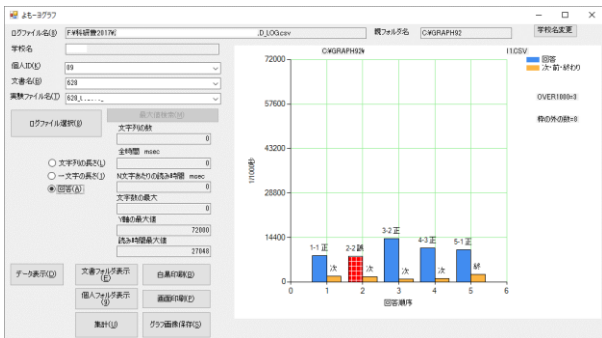 よも-ヨグラフ
ログファイル名(F) F:¥科研費2017¥ .D_LOG.csv 親フォルダ名 C:¥GRAPH92¥ 学校名変更
学校名
個人ID(K) 89
文書名(B) 628
実験ファイル名(T)
ログファイル選択(I) 最大値検索(M)
文字列の数
0
全時間 msec
0
文字列の長さ(L)
一文字の長さ(J)
回答(A)
N文字あたりの読み時間 msec
0
文字数の最大
0
Y軸の最大値
72000
読み時間最大値
27048
データ表示(D) 文書フォルダ表示(E) 白黒印刷(B)
個人フォルダ表示(9) 画面印刷(P)
集計(U) グラフ画像保存(S)
C:¥GRAPH92¥ 11.CSV
回答
次・前・終わり
OVER1000=3
枠の外の数=8
1/1000秒
72000
57600
43200
28800
14400
0
1-1 正 2-2 誤 3-2 正 4-3 正 5-1 正
次 次 次 次 終
0 1 2 3 4 5 6
回答順序